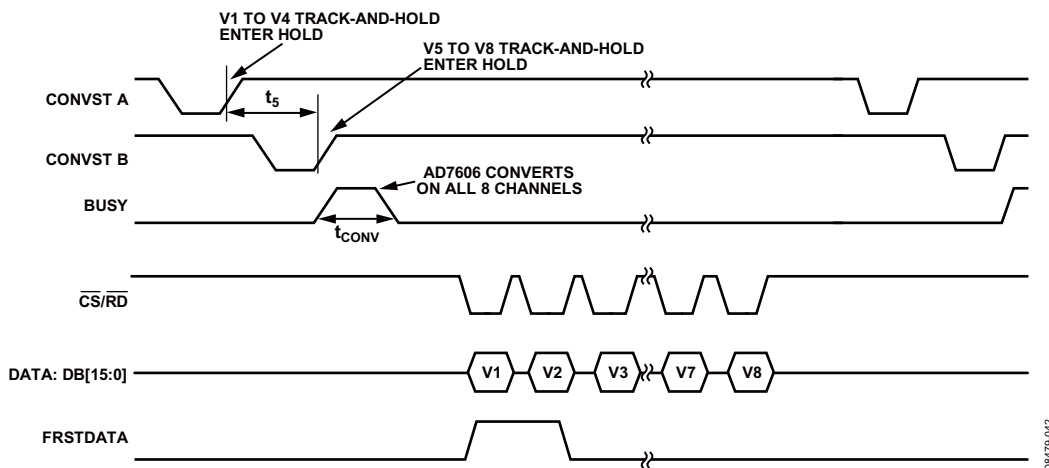 V1 TO V4 TRACK-AND-HOLD
ENTER HOLD
V5 TO V8 TRACK-AND-HOLD
ENTER HOLD
CONVST A
t5
CONVST B
AD7606 CONVERTS
ON ALL 8 CHANNELS
BUSY
tCONV
CS/RD
DATA: DB[15:0]
V1 V2 V3 V7 V8
FRSTDATA
08479-042